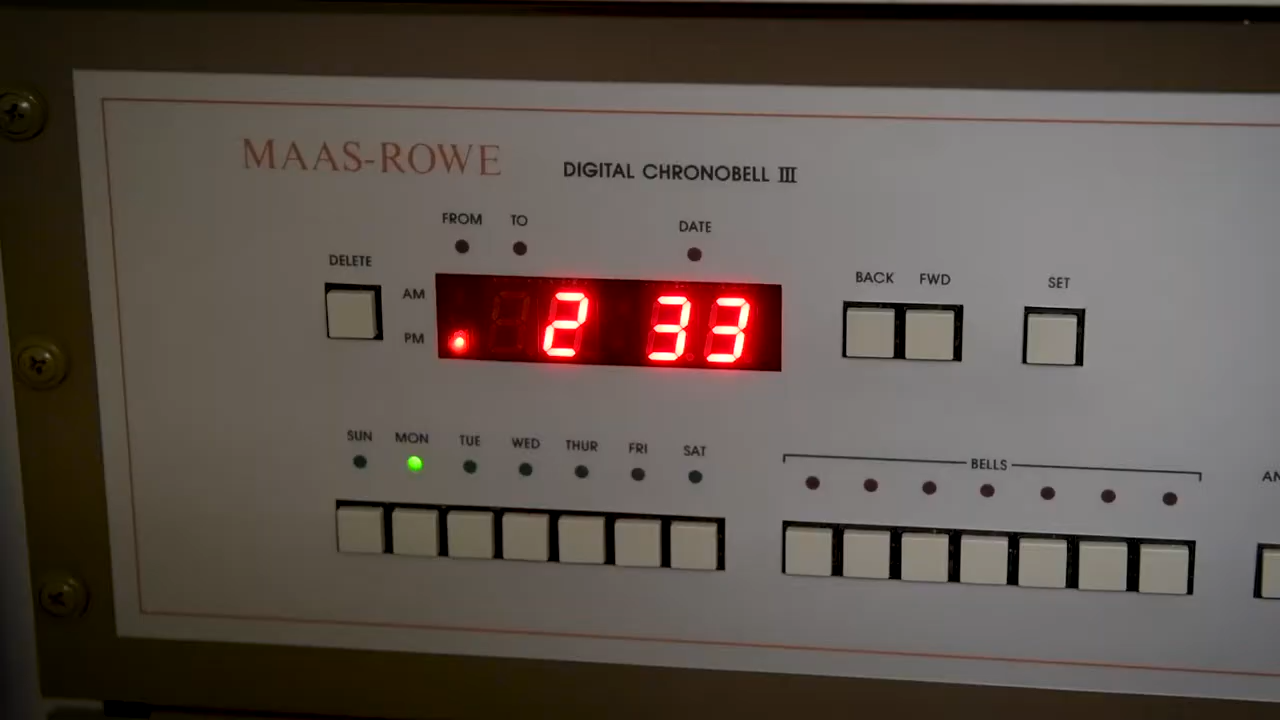 MAAS-ROWE
DIGITAL CHRONOBELL III
FROM TO DATE
DELETE
AM
PM
2 33
BACK FWD
SET
SUN MON TUE WED THUR FRI SAT
BELLS